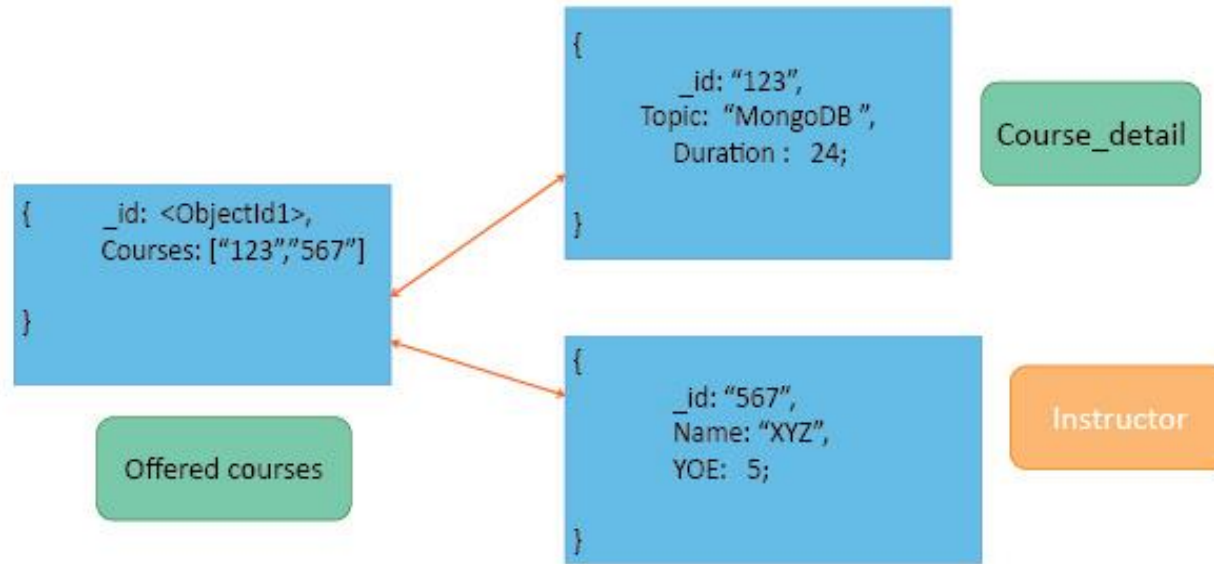 { _id: <ObjectId1>,
Courses: [“123”,”567”]
}
Offered courses
{
_id: “123”,
Topic: “MongoDB ”,
Duration : 24;
}
Course_detail
{
_id: “567”,
Name: “XYZ”,
YOE: 5;
}
Instructor